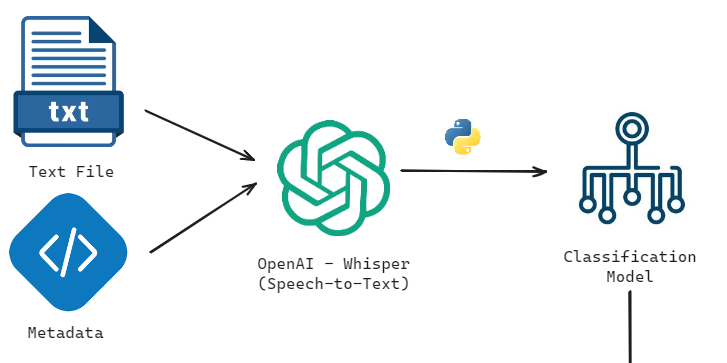 txt
Text File
Metadata
OpenAI - Whisper
(Speech-to-Text)
Classification
Model